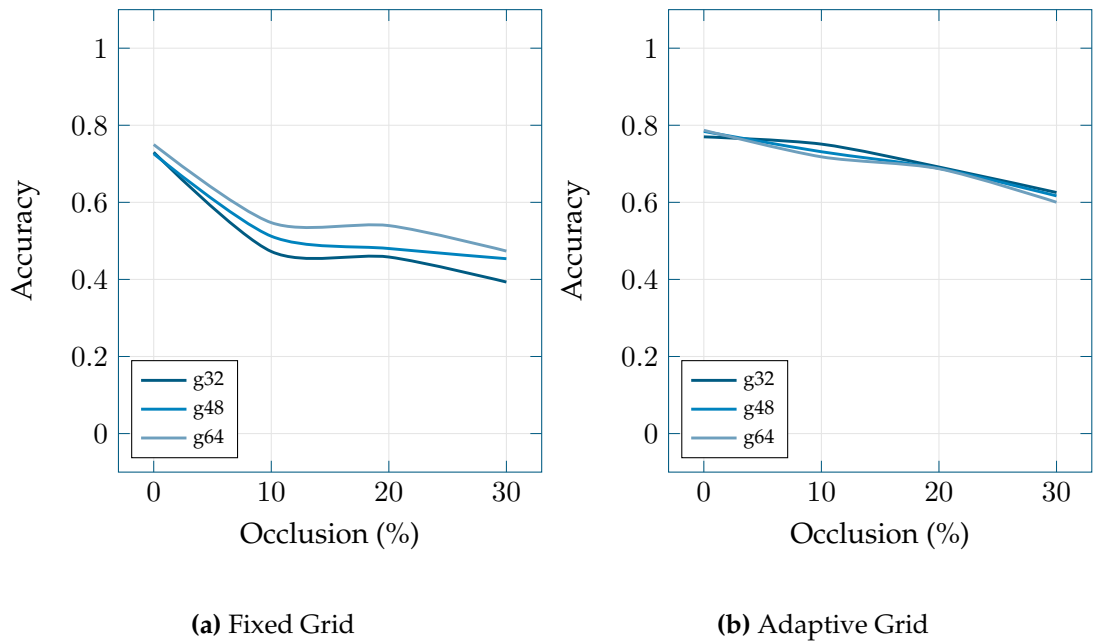 1
0.8
0.6
0.4
0.2
0
Accuracy
g32
g48
g64
0 10 20 30
Occlusion (%)
(a) Fixed Grid
1
0.8
0.6
0.4
0.2
0
Accuracy
g32
g48
g64
0 10 20 30
Occlusion (%)
(b) Adaptive Grid